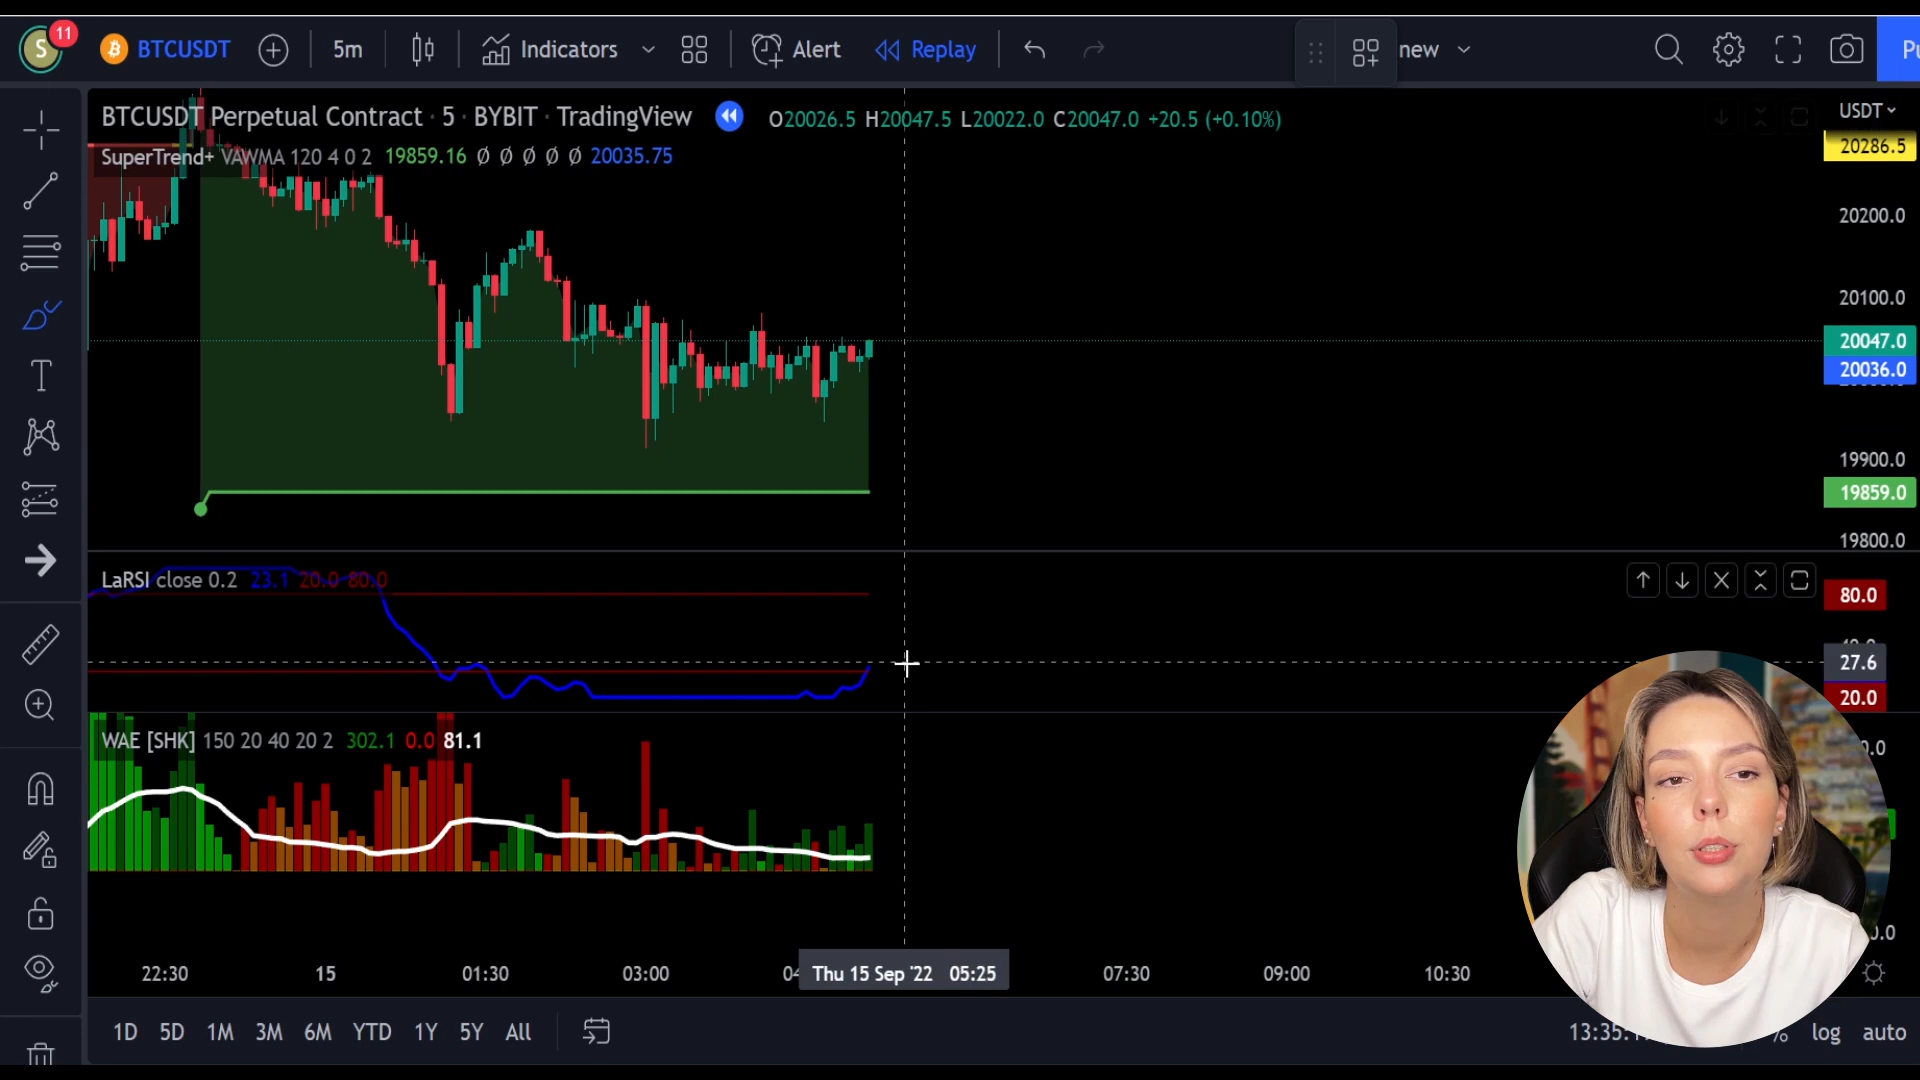 S 11 BTCUSDT 5m Indicators Alert Replay new Pu
BTCUSDT Perpetual Contract · 5 · BYBIT · TradingView O20026.5 H20047.5 L20022.0 C20047.0 +20.5 (+0.10%)
SuperTrend+ VAWMA 120 4 0 2 19859.16 Ø Ø Ø Ø Ø 20035.75
USDT
20286.5
20200.0
20100.0
20047.0
20036.0
19900.0
19859.0
19800.0
LaRSI close 0.2 23.1 20.0 80.0
80.0
27.6
20.0
WAE [SHK] 150 20 40 20 2 302.1 0.0 81.1
22:30 15 01:30 03:00 Thu 15 Sep '22 05:25 07:30 09:00 10:30
1D 5D 1M 3M 6M YTD 1Y 5Y All 13:35: % log auto